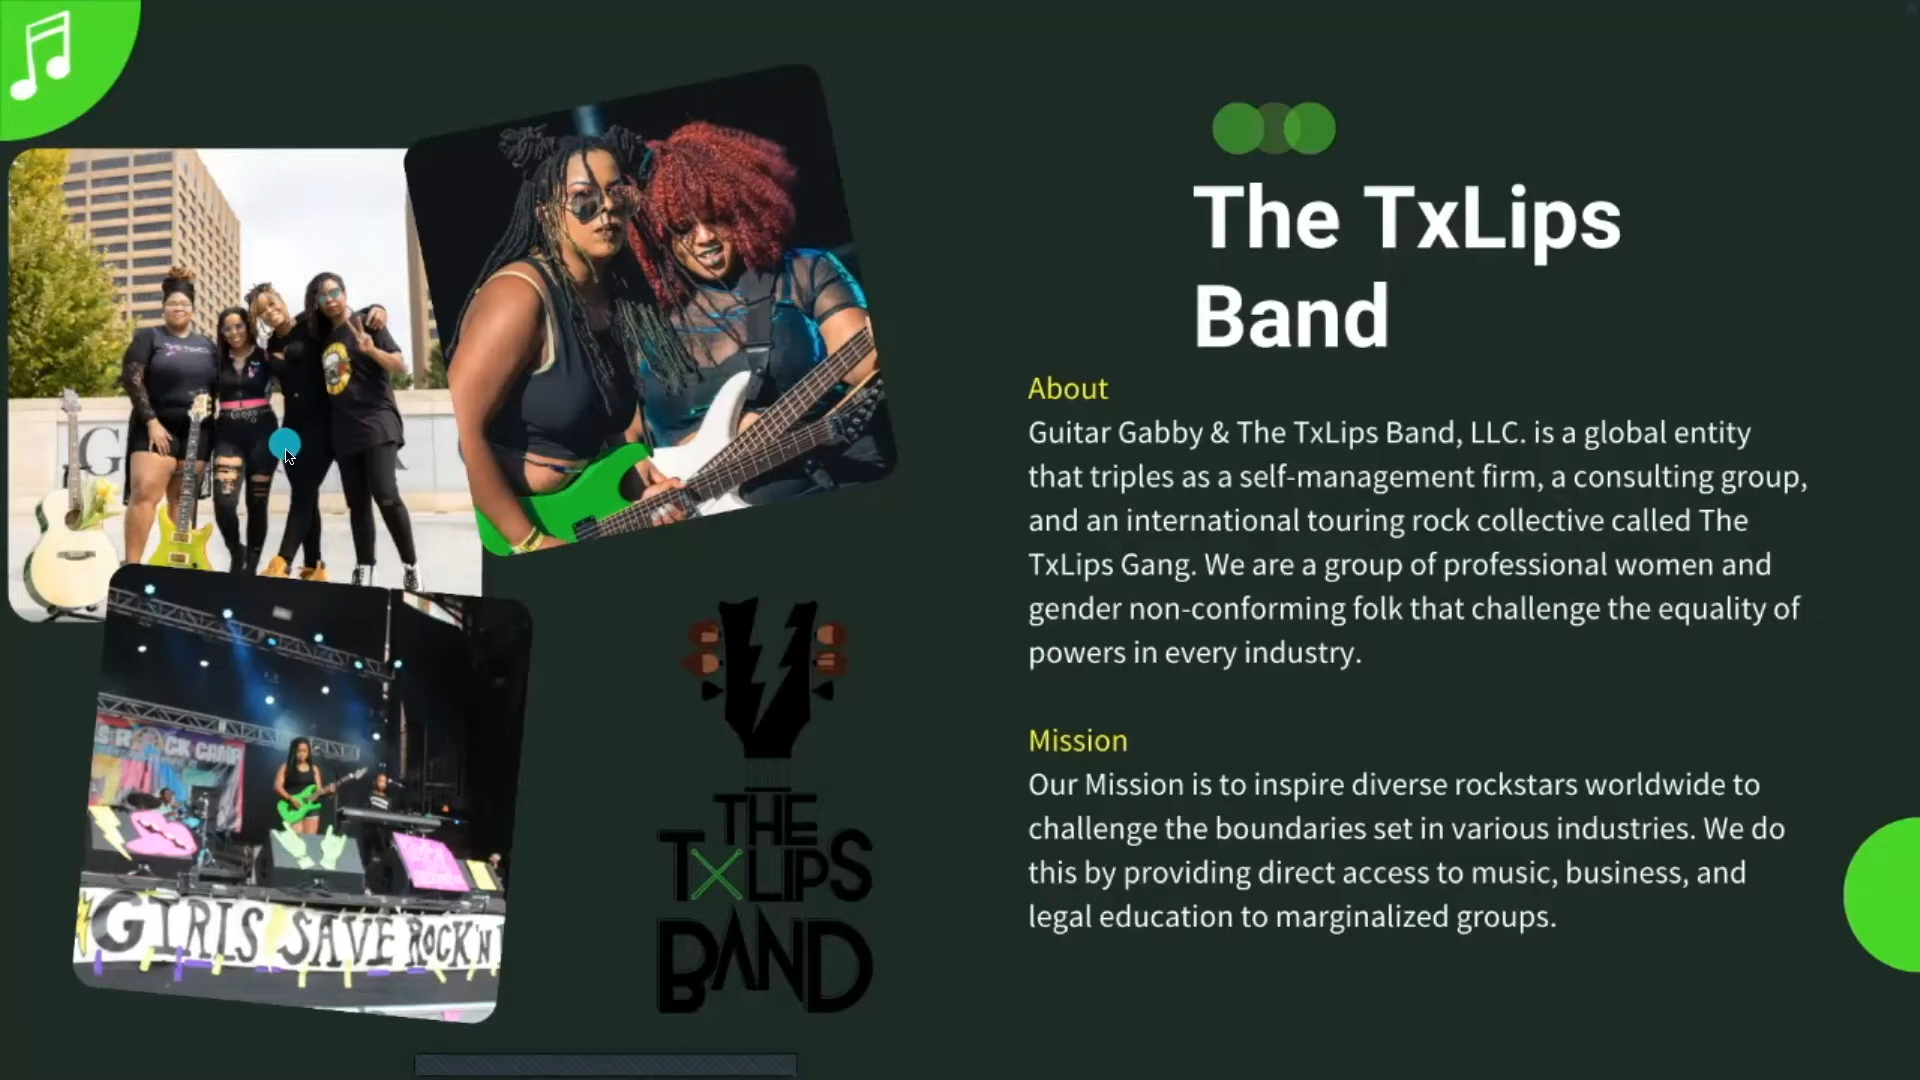 The TxLips
Band
About
Guitar Gabby & The TxLips Band, LLC. is a global entity
that triples as a self-management firm, a consulting group,
and an international touring rock collective called The
TxLips Gang. We are a group of professional women and
gender non-conforming folk that challenge the equality of
powers in every industry.
Mission
Our Mission is to inspire diverse rockstars worldwide to
challenge the boundaries set in various industries. We do
this by providing direct access to music, business, and
legal education to marginalized groups.
CK CAMP
GIRLS SAVE ROCK'N
THE
TXLIPS
BAND